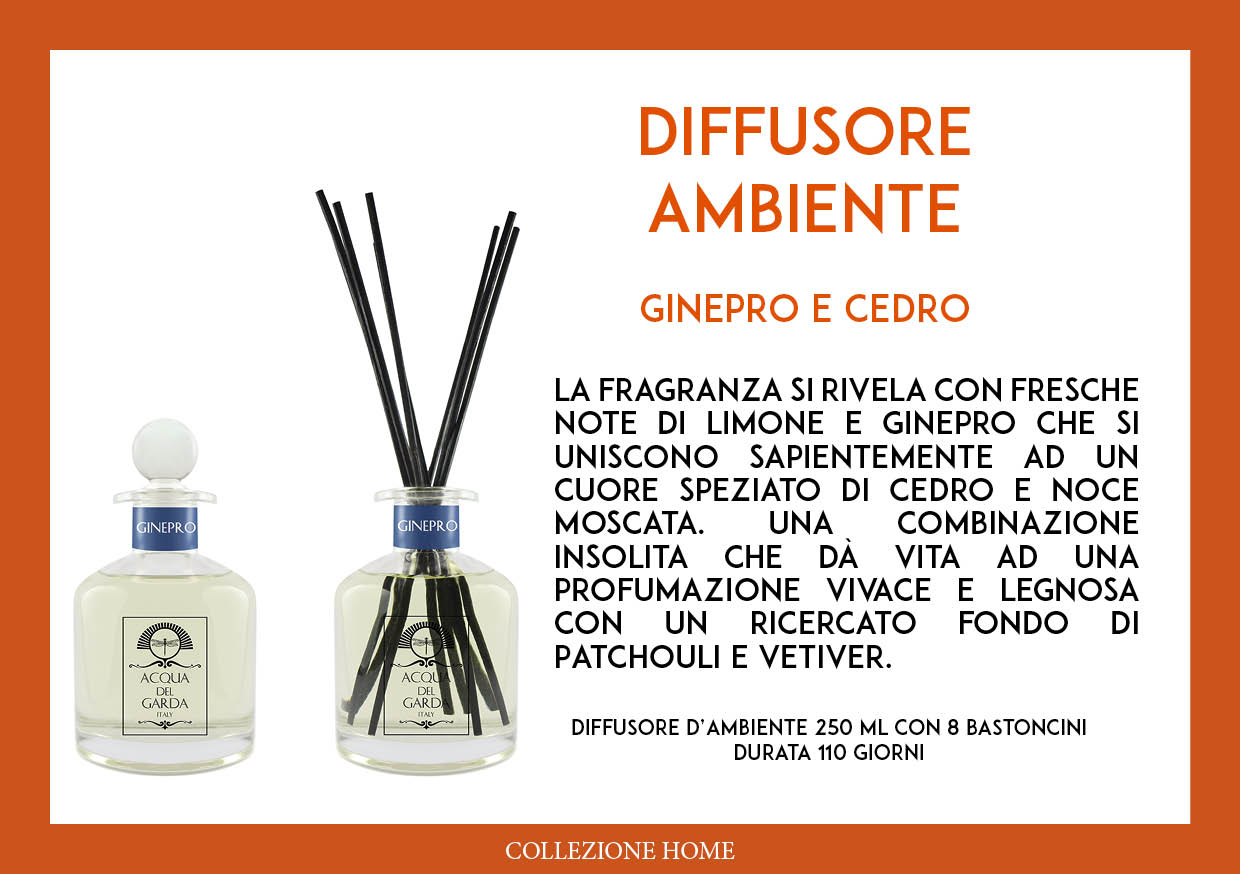 DIFFUSORE
AMBIENTE
GINEPRO E CEDRO
LA FRAGRANZA SI RIVELA CON FRESCHE
NOTE DI LIMONE E GINEPRO CHE SI
UNISCONO SAPIENTEMENTE AD UN
CUORE SPEZIATO DI CEDRO E NOCE
MOSCATA. UNA COMBINAZIONE
INSOLITA CHE DÀ VITA AD UNA
PROFUMAZIONE VIVACE E LEGNOSA
CON UN RICERCATO FONDO DI
PATCHOULI E VETIVER.
DIFFUSORE D'AMBIENTE 250 ML CON 8 BASTONCINI
DURATA 110 GIORNI
GINEPRO
ACQUA
DEL
GARDA
ITALY
GINEPRO
ACQUA
DEL
GARDA
ITALY
COLLEZIONE HOME